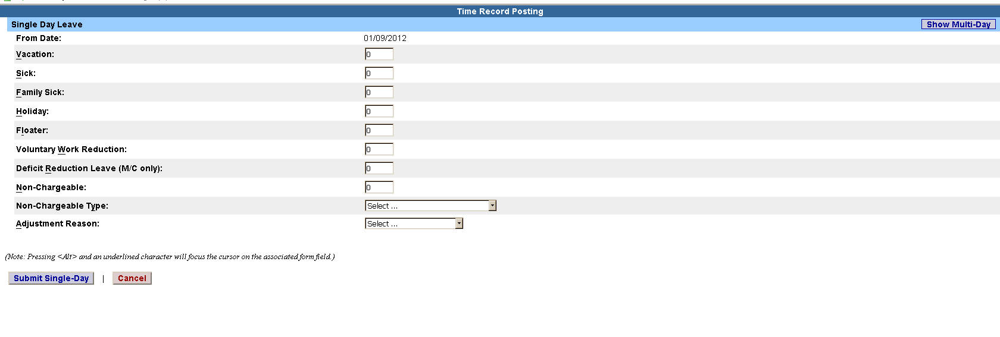 Time Record Posting
Single Day Leave Show Multi-Day
From Date: 01/09/2012
Vacation: 0
Sick: 0
Family Sick: 0
Holiday: 0
Floater: 0
Voluntary Work Reduction: 0
Deficit Reduction Leave (M/C only): 0
Non-Chargeable: 0
Non-Chargeable Type: Select ...
Adjustment Reason: Select ...
(Note: Pressing <Alt> and an underlined character will focus the cursor on the associated form field.)
Submit Single-Day | Cancel